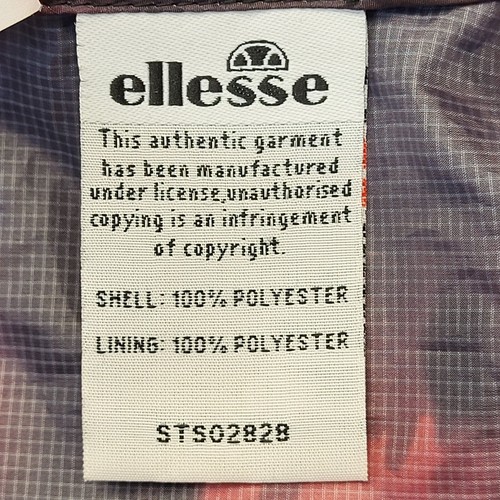 ellesse
This authentic garment
has been manufactured
under license,unauthorised
copying is an infringement
of copyright.
SHELL: 100% POLYESTER
LINING: 100% POLYESTER
STS02828